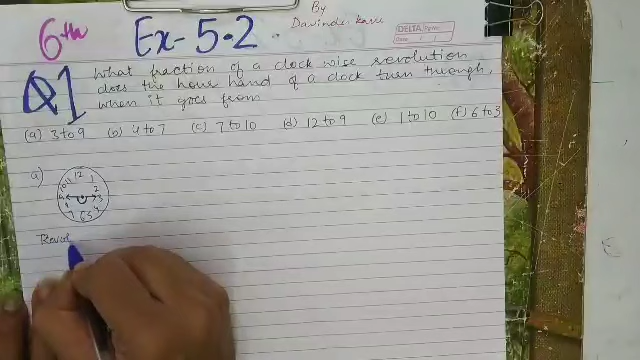 By
Davinder Kaur
6th
Ex-5.2.
DELTA
Q1
What fraction of a clock wise revolution
does the hour hand of a clock turn through,
when it goes from
(a) 3 to 9 (b) 4 to 7 (c) 7 to 10 (d) 12 to 9 (e) 1 to 10 (f) 6 to 3
a)
12
1
2
3
Revol